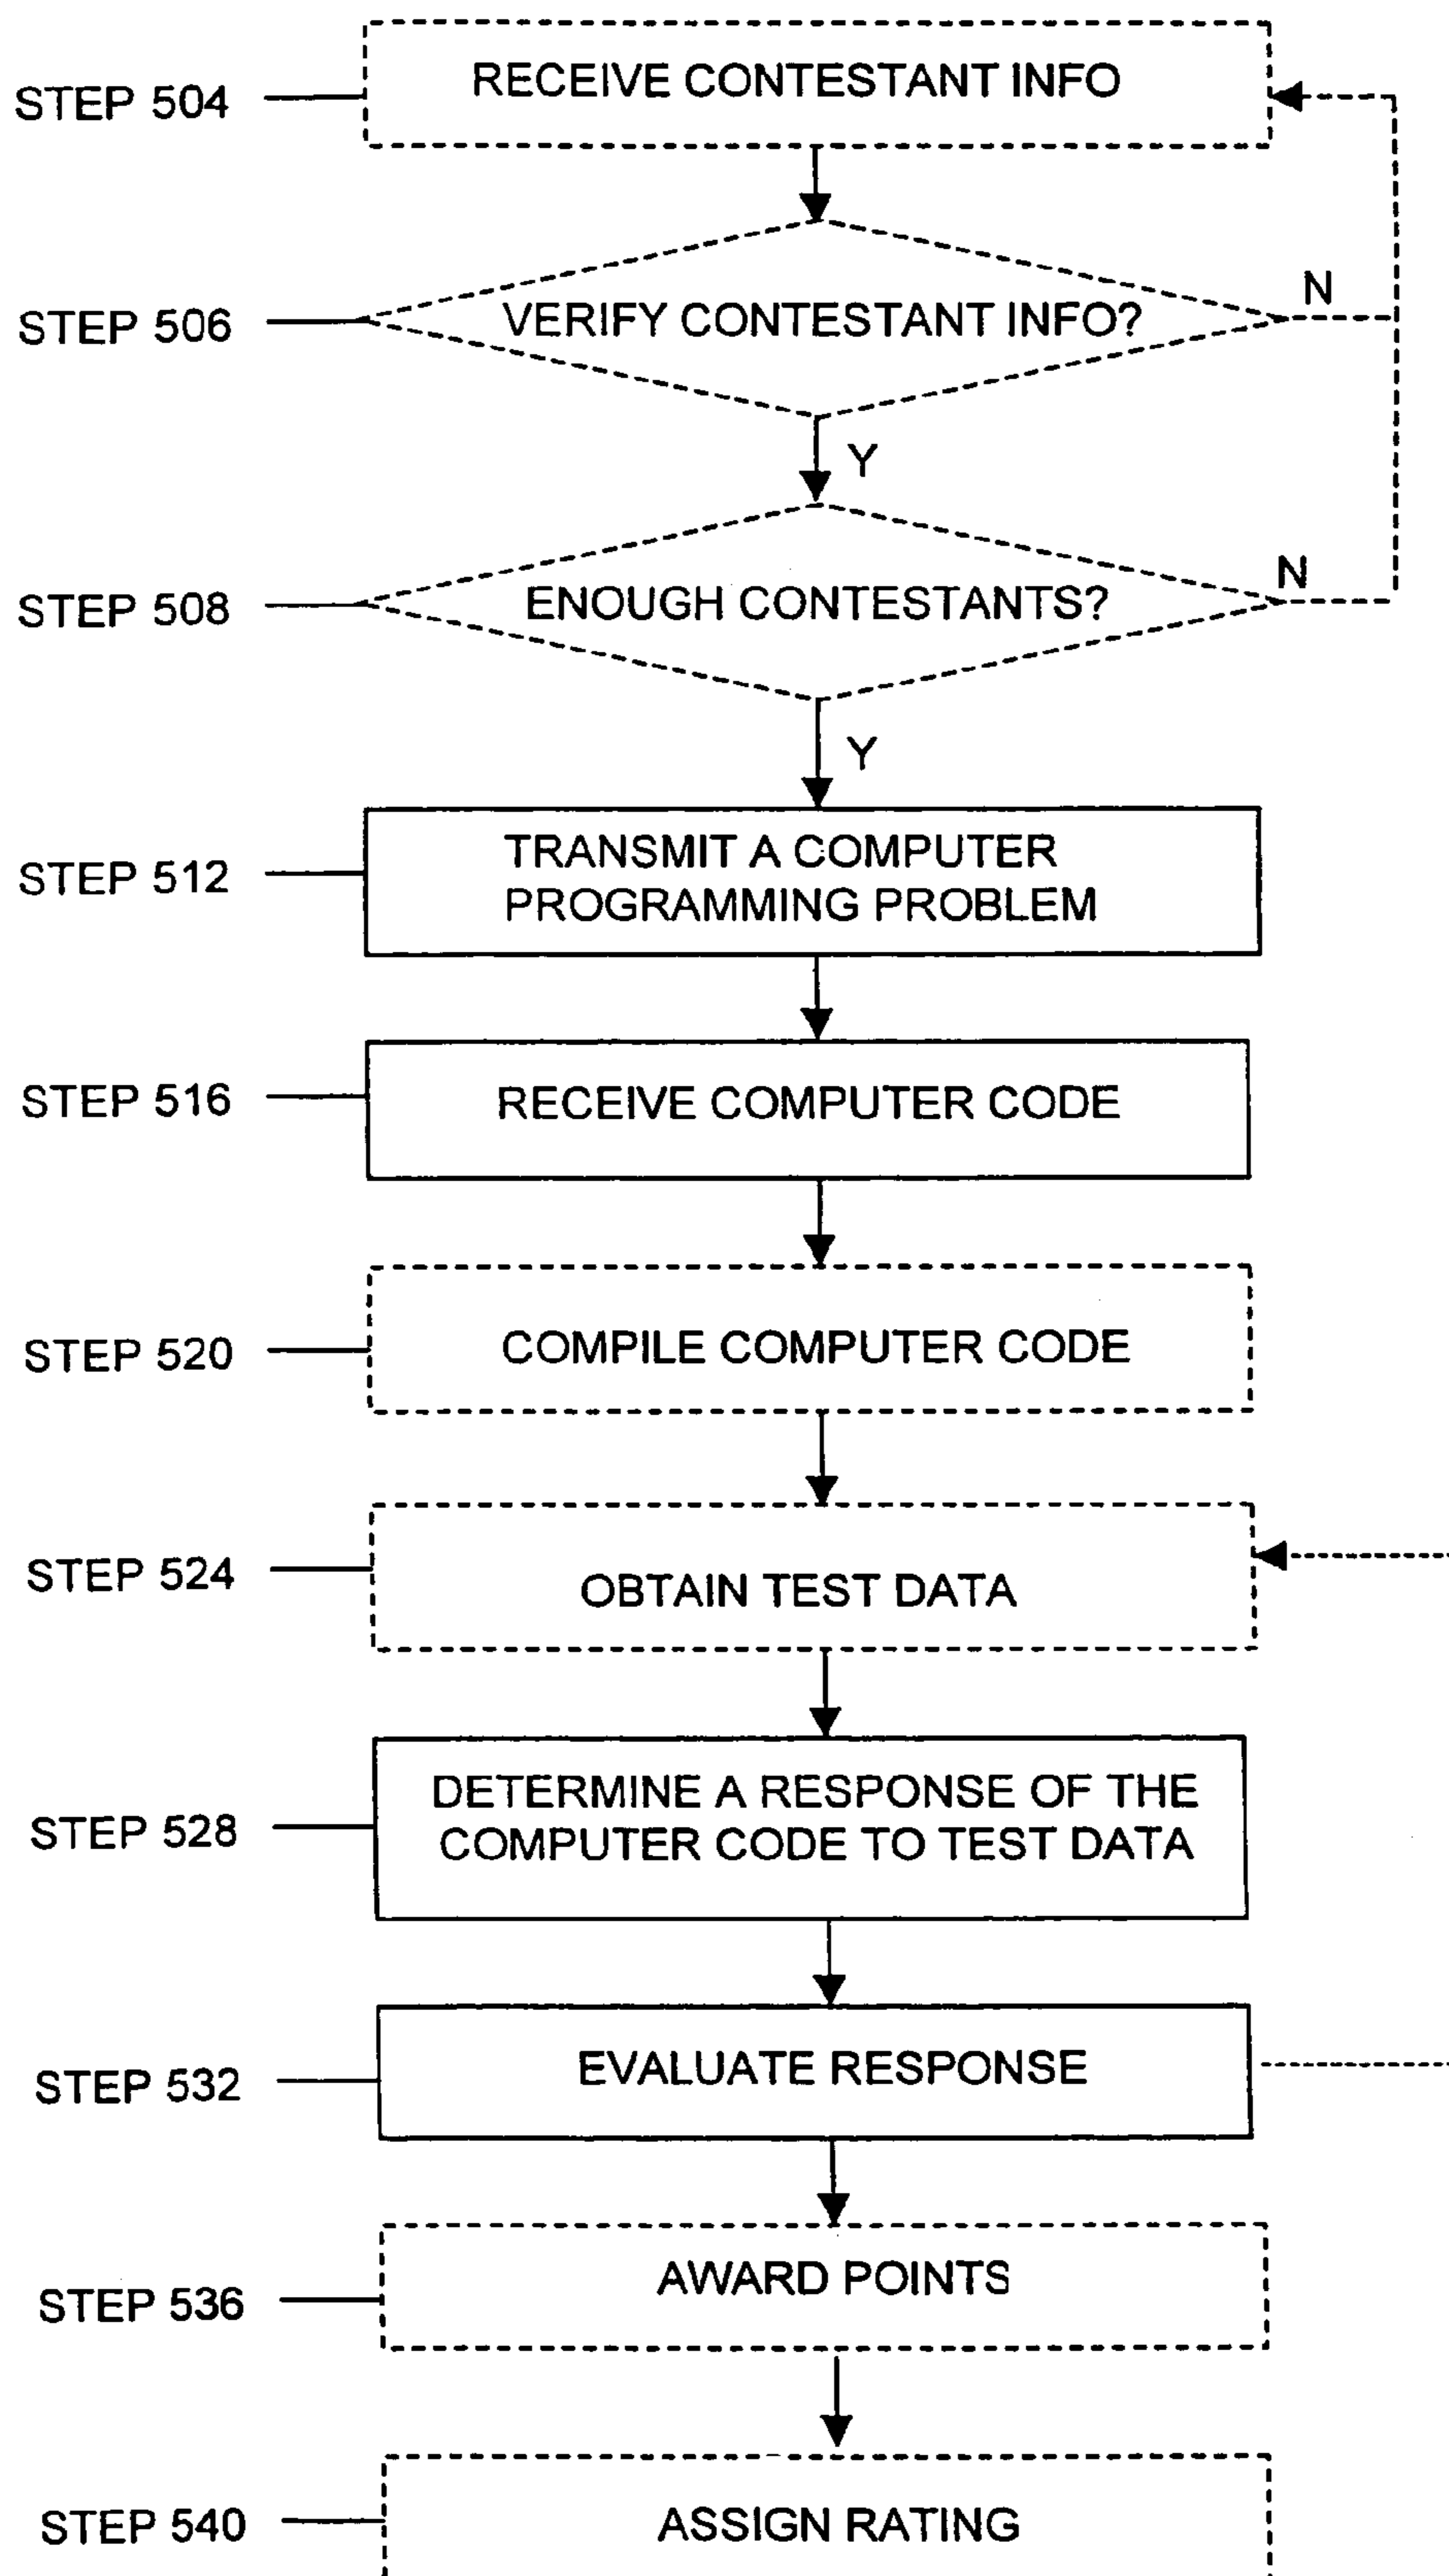 RECEIVE CONTESTANT INFO
STEP 504
VERIFY CONTESTANT INFO?
N
STEP 506
Y
ENOUGH CONTESTANTS?
N
STEP 508
Y
TRANSMIT A COMPUTER
PROGRAMMING PROBLEM
STEP 512
RECEIVE COMPUTER CODE
STEP 516
COMPILE COMPUTER CODE
STEP 520
OBTAIN TEST DATA
STEP 524
DETERMINE A RESPONSE OF THE
COMPUTER CODE TO TEST DATA
STEP 528
EVALUATE RESPONSE
STEP 532
AWARD POINTS
STEP 536
ASSIGN RATING
STEP 540